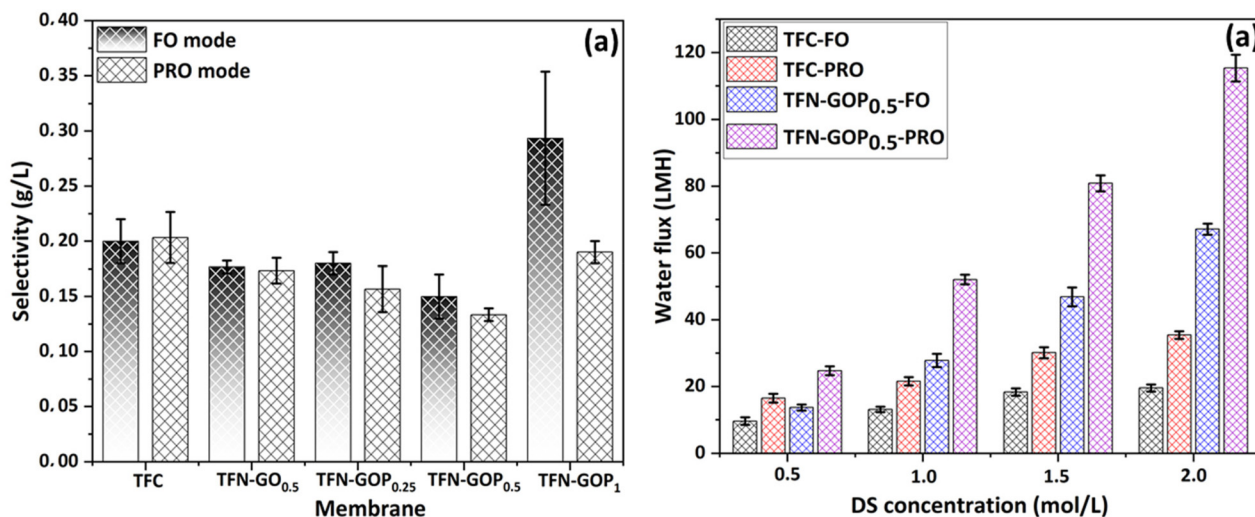 (a)
FO mode
PRO mode
Selectivity (g/L)
0.40
0.35
0.30
0.25
0.20
0.15
0.10
0.05
0.00
TFC
TFN-GO0.5
TFN-GOP0.25
TFN-GOP0.5
TFN-GOP1
Membrane
(a)
TFC-FO
TFC-PRO
TFN-GOP0.5-FO
TFN-GOP0.5-PRO
Water flux (LMH)
120
100
80
60
40
20
0
0.5
1.0
1.5
2.0
DS concentration (mol/L)